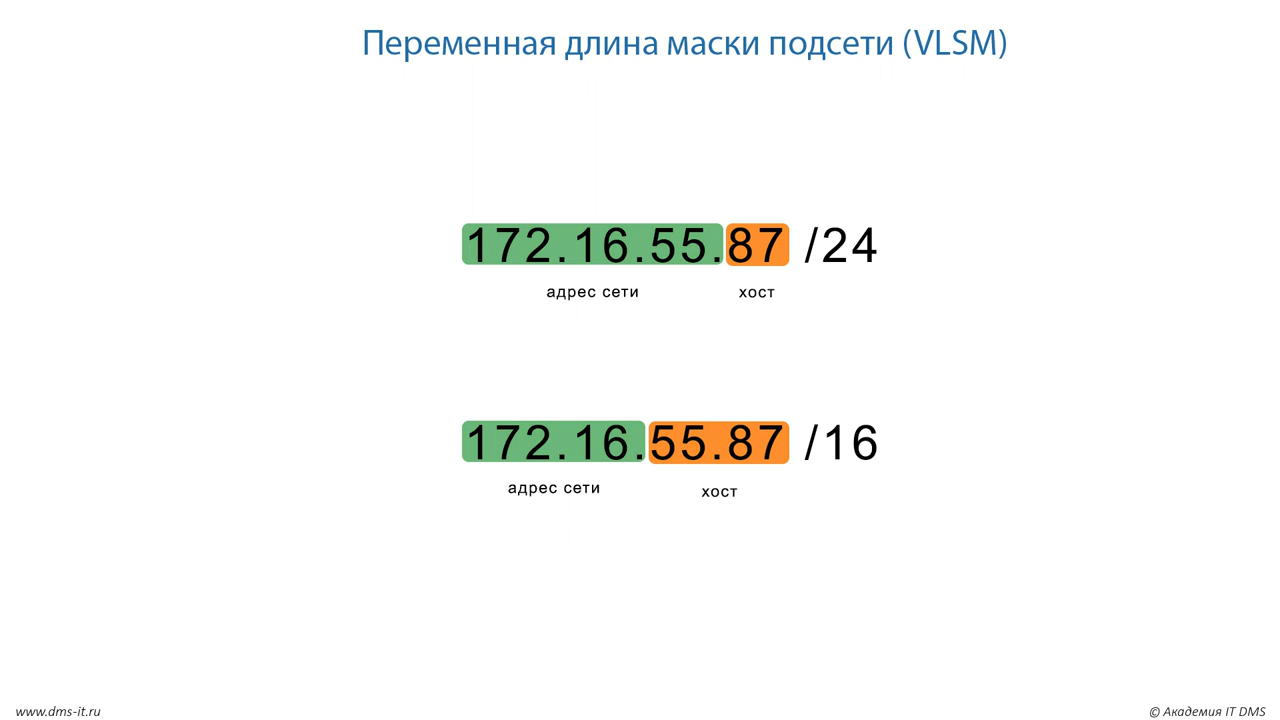 Переменная длина маски подсети (VLSM)
172.16.55.87 /24
адрес сети хост
172.16.55.87 /16
адрес сети хост
www.dms-it.ru © Академия IT DMS